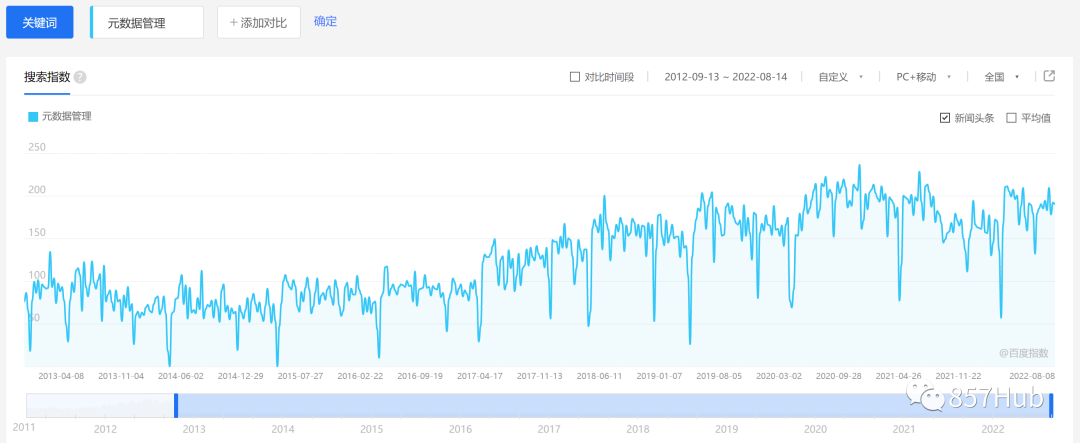 关键词 元数据管理 +添加对比 确定
搜索指数 ? 对比时间段 2012-09-13 ~ 2022-08-14 自定义 PC+移动 全国
元数据管理 新闻头条 平均值
250
200
150
100
50
@百度指数
2013-04-08 2013-11-04 2014-06-02 2014-12-29 2015-07-27 2016-02-22 2016-09-19 2017-04-17 2017-11-13 2018-06-11 2019-01-07 2019-08-05 2020-03-02 2020-09-28 2021-04-26 2021-11-22 2022-08-08
857Hub
2011 2012 2013 2014 2015 2016 2017 2018 2019 2020 2021 2022